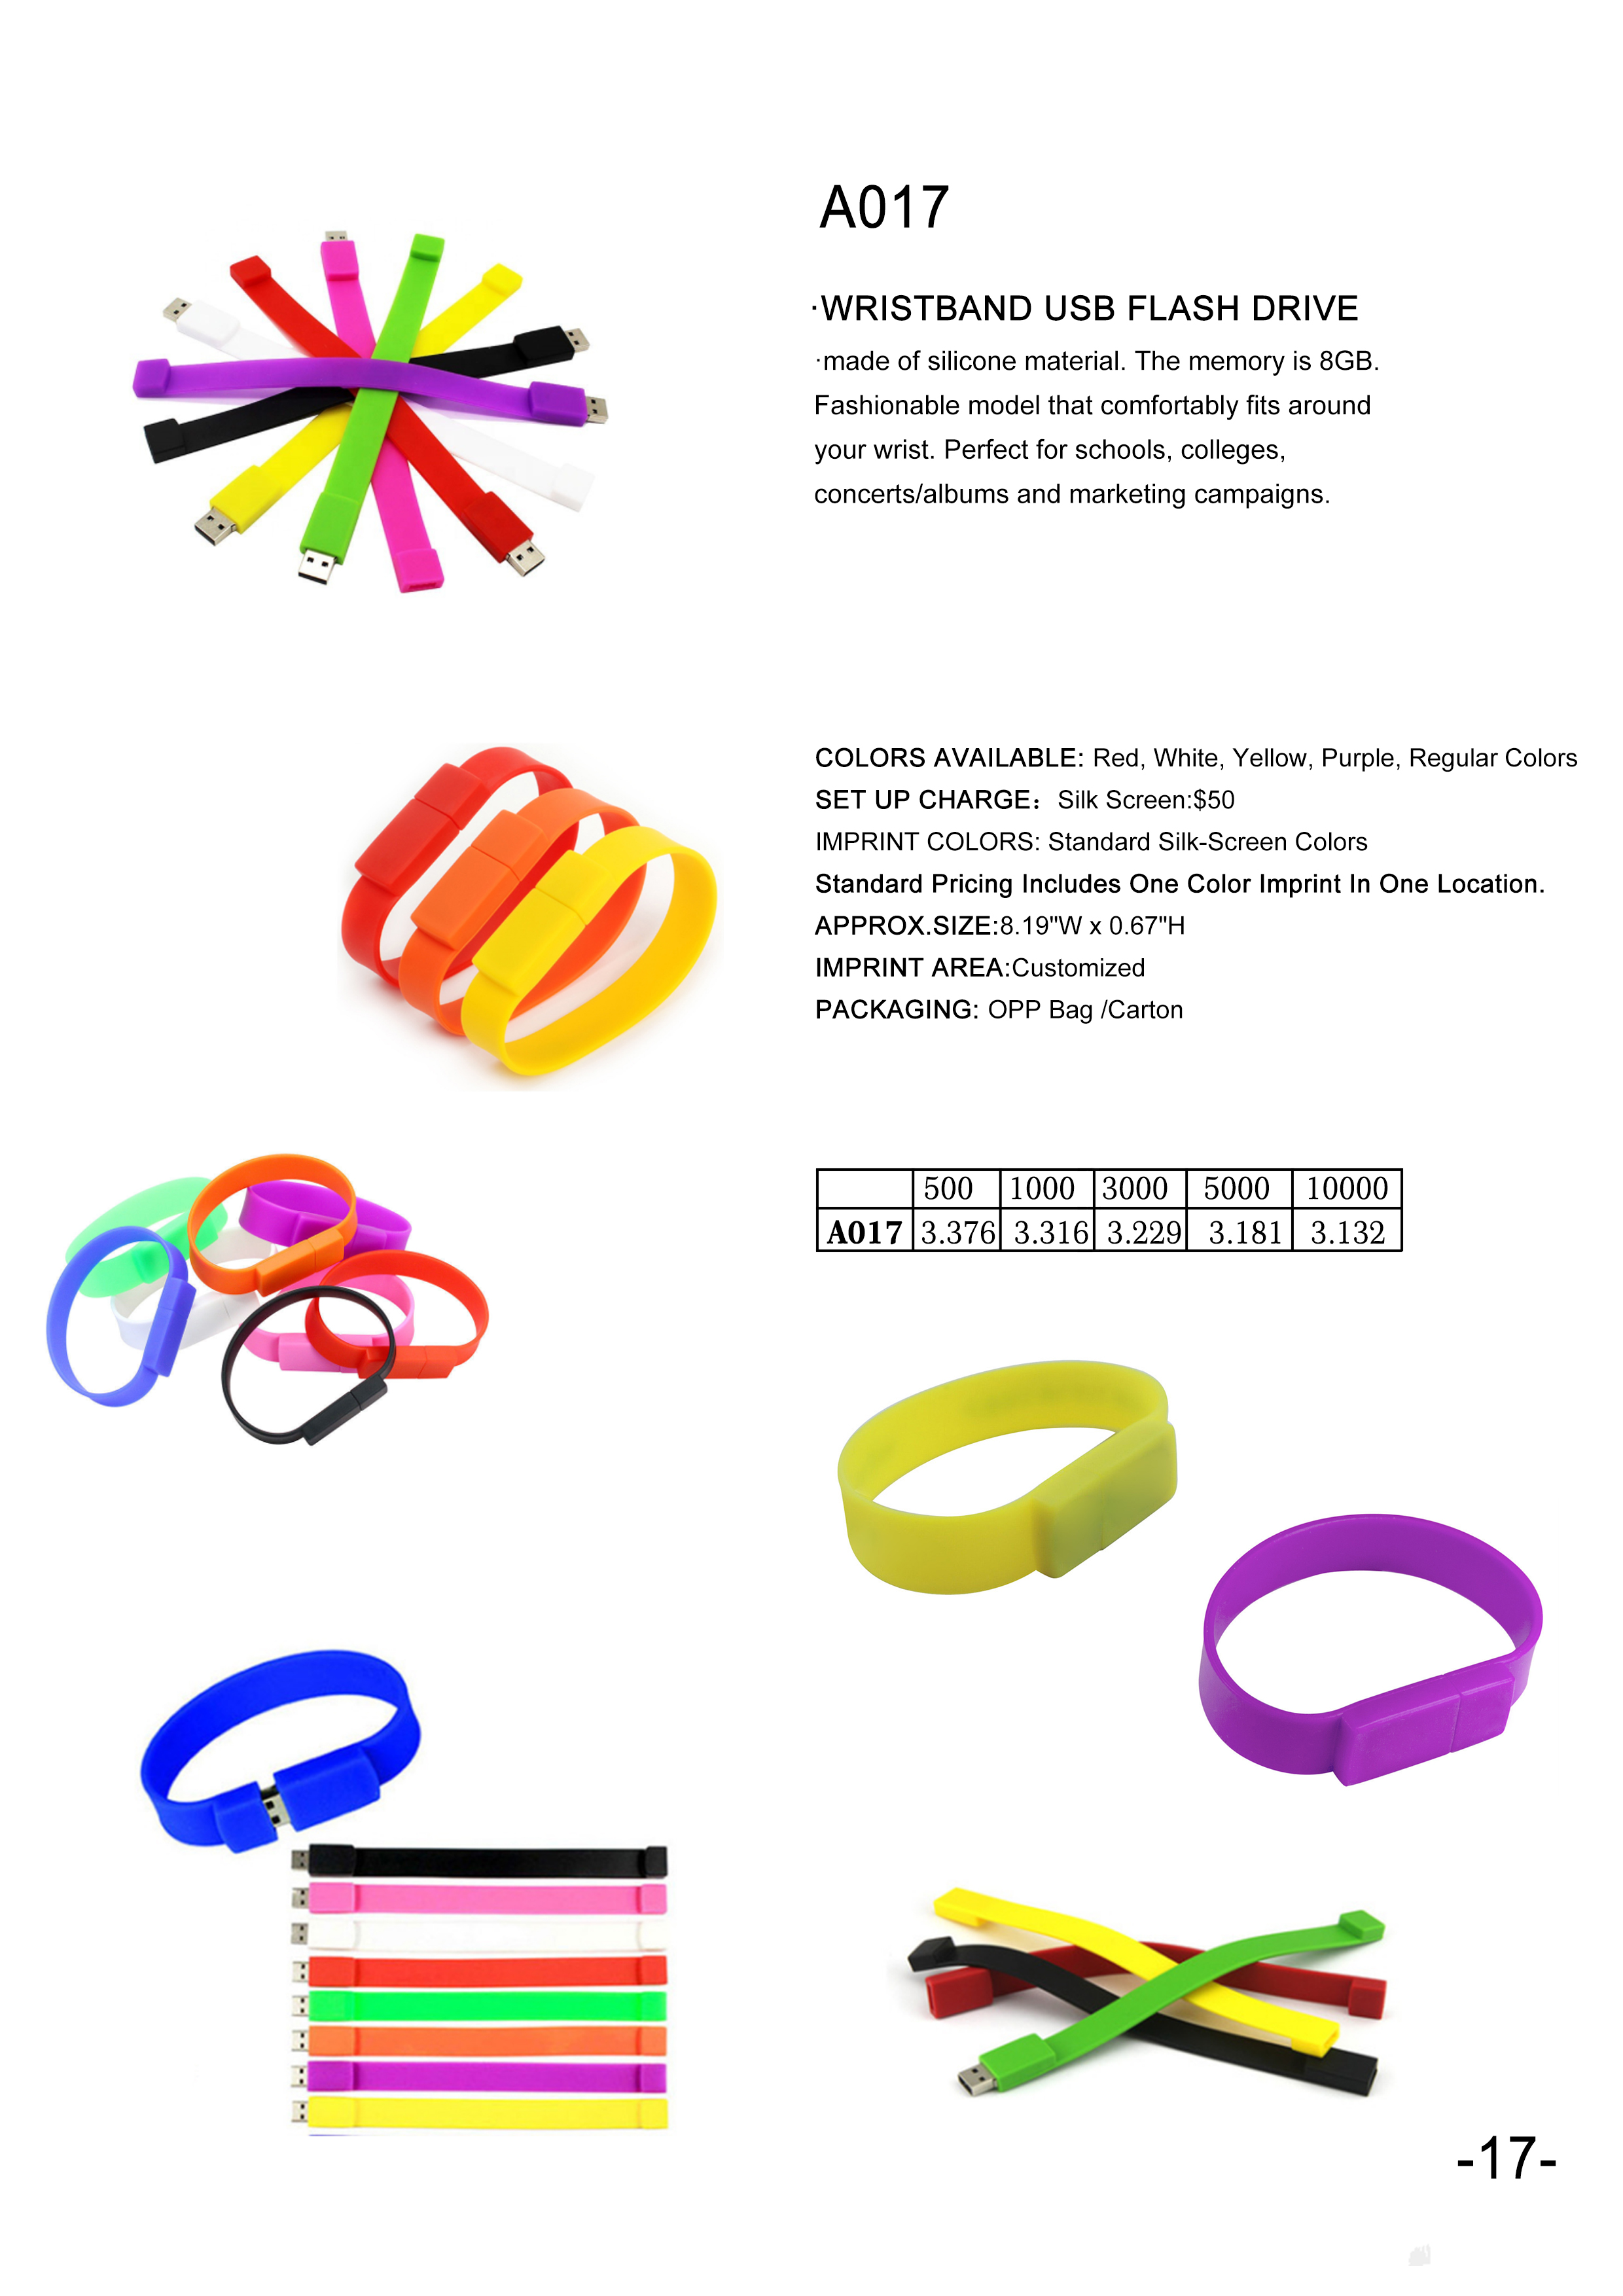 A017
·WRISTBAND USB FLASH DRIVE
·made of silicone material. The memory is 8GB.
Fashionable model that comfortably fits around
your wrist. Perfect for schools, colleges,
concerts/albums and marketing campaigns.
COLORS AVAILABLE: Red, White, Yellow, Purple, Regular Colors
SET UP CHARGE：Silk Screen:$50
IMPRINT COLORS: Standard Silk-Screen Colors
Standard Pricing Includes One Color Imprint In One Location.
APPROX.SIZE:8.19"W x 0.67"H
IMPRINT AREA:Customized
PACKAGING: OPP Bag /Carton
500 1000 3000 5000 10000
A017 3.376 3.316 3.229 3.181 3.132
-17-